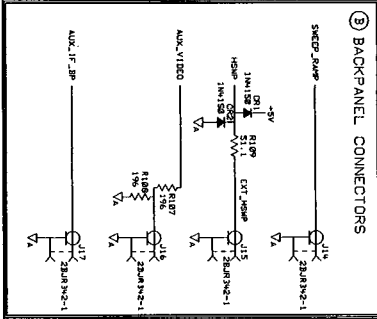 B BACKPANEL CONNECTORS
SWEEP_RAMP
J14
2BJR342-1
A
+5V
CR1
1N4150
HSWP
CR2
1N4150
A
R109
51.1
EXT_HSWP
J15
2BJR342-1
A
AUX_VIDEO
R107
196
R108
196
A
J16
2BJR342-1
A
AUX_IF_BP
J17
2BJR342-1
A